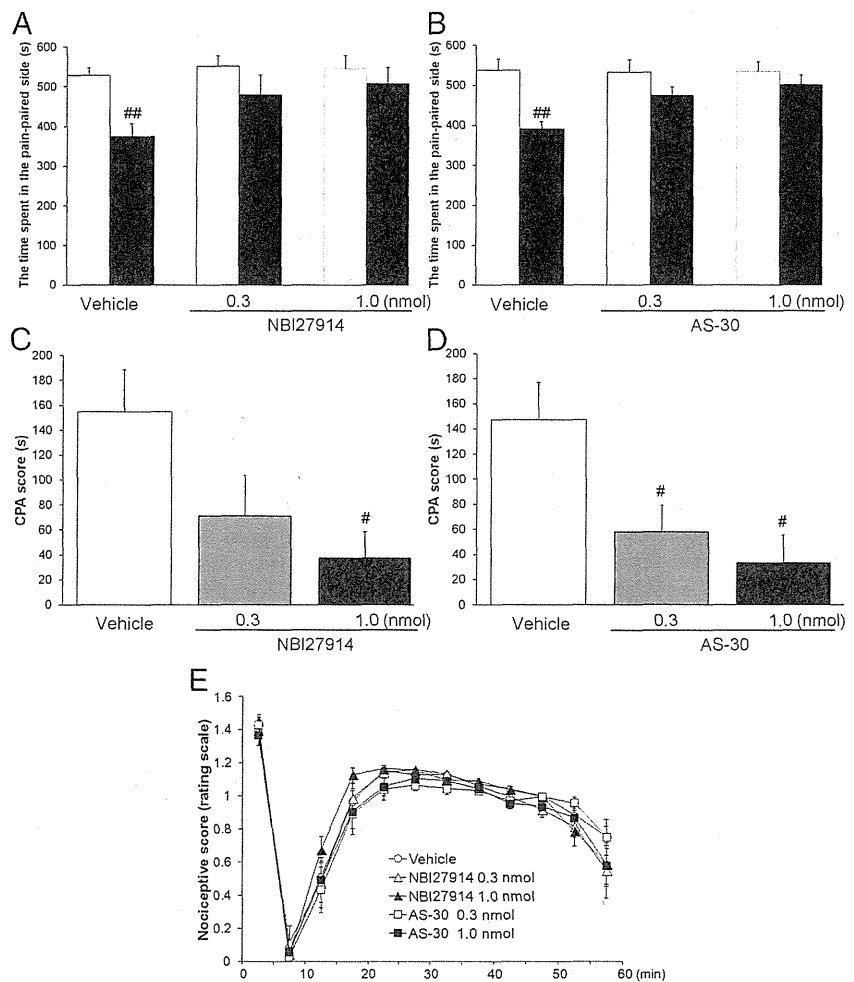 A
The time spent in the pain-paired side (s)
600
500
400
300
200
100
0
##
Vehicle
0.3
1.0 (nmol)
NBI27914
B
The time spent in the pain-paired side (s)
600
500
400
300
200
100
0
##
Vehicle
0.3
1.0 (nmol)
AS-30
C
CPA score (s)
200
180
160
140
120
100
80
60
40
20
0
#
Vehicle
0.3
1.0 (nmol)
NBI27914
D
CPA score (s)
200
180
160
140
120
100
80
60
40
20
0
#
#
Vehicle
0.3
1.0 (nmol)
AS-30
E
Nociceptive score (rating scale)
1.6
1.4
1.2
1
0.8
0.6
0.4
0.2
0
Vehicle
NBI27914 0.3 nmol
NBI27914 1.0 nmol
AS-30 0.3 nmol
AS-30 1.0 nmol
0 10 20 30 40 50 60 (min)